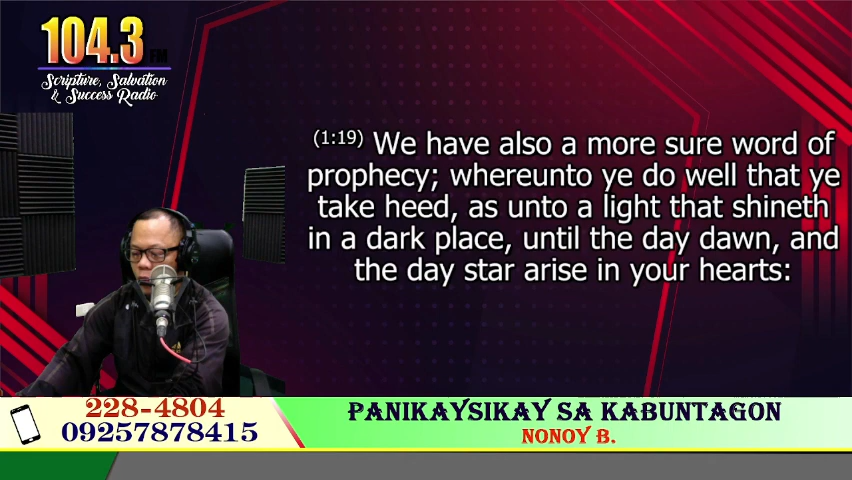 104.3 FM
Scripture, Salvation
& Success Radio
(1:19) We have also a more sure word of
prophecy; whereunto ye do well that ye
take heed, as unto a light that shineth
in a dark place, until the day dawn, and
the day star arise in your hearts:
228-4804
09257878415
PANIKAYSIKAY SA KABUNTAGON
NONOY B.